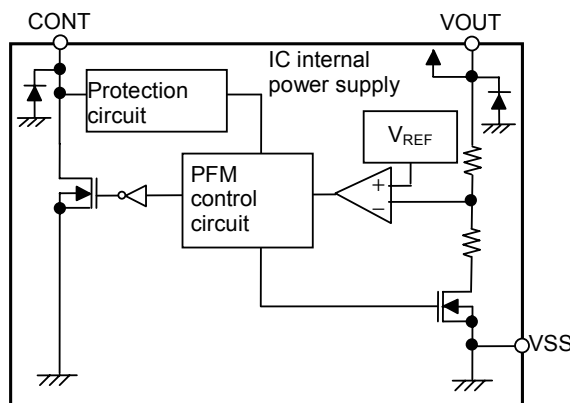 CONT
VOUT
IC internal
power supply
Protection
circuit
VREF
PFM
control
circuit
+
−
VSS